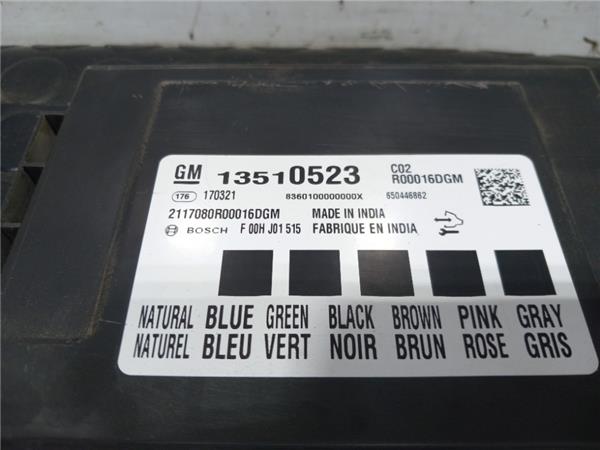 GM 13510523 C02
R00016DGM
176 170321 8360100000000X 650446862
2117080R00016DGM MADE IN INDIA
BOSCH F 00H J01 515 FABRIQUE EN INDIA
NATURAL BLUE GREEN BLACK BROWN PINK GRAY
NATUREL BLEU VERT NOIR BRUN ROSE GRIS